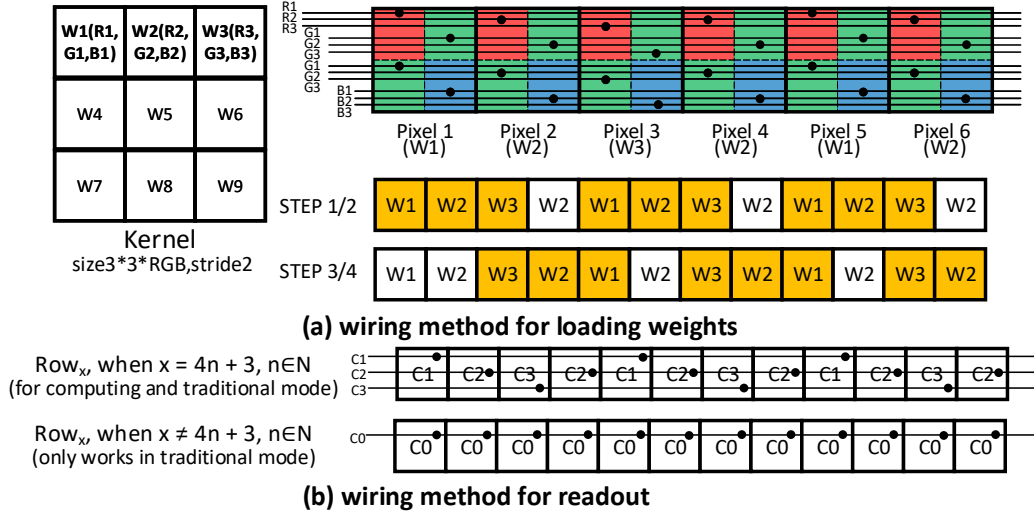 W1(R1, G1,B1)
W2(R2, G2,B2)
W3(R3, G3,B3)
W4 W5 W6
W7 W8 W9
Kernel
size3*3*RGB,stride2
R1
R2
R3
G1
G2
G3
G1
G2
G3
B1
B2
B3
Pixel 1 Pixel 2 Pixel 3 Pixel 4 Pixel 5 Pixel 6
(W1) (W2) (W3) (W2) (W1) (W2)
STEP 1/2 W1 W2 W3 W2 W1 W2 W3 W2 W1 W2 W3 W2
STEP 3/4 W1 W2 W3 W2 W1 W2 W3 W2 W1 W2 W3 W2
(a) wiring method for loading weights
Rowx, when x = 4n + 3, n∈N
(for computing and traditional mode)
C1
C2
C3
C1 C2 C3 C2 C1 C2 C3 C2 C1 C2 C3 C2
Rowx, when x ≠ 4n + 3, n∈N
(only works in traditional mode)
C0
C0 C0 C0 C0 C0 C0 C0 C0 C0 C0 C0 C0
(b) wiring method for readout